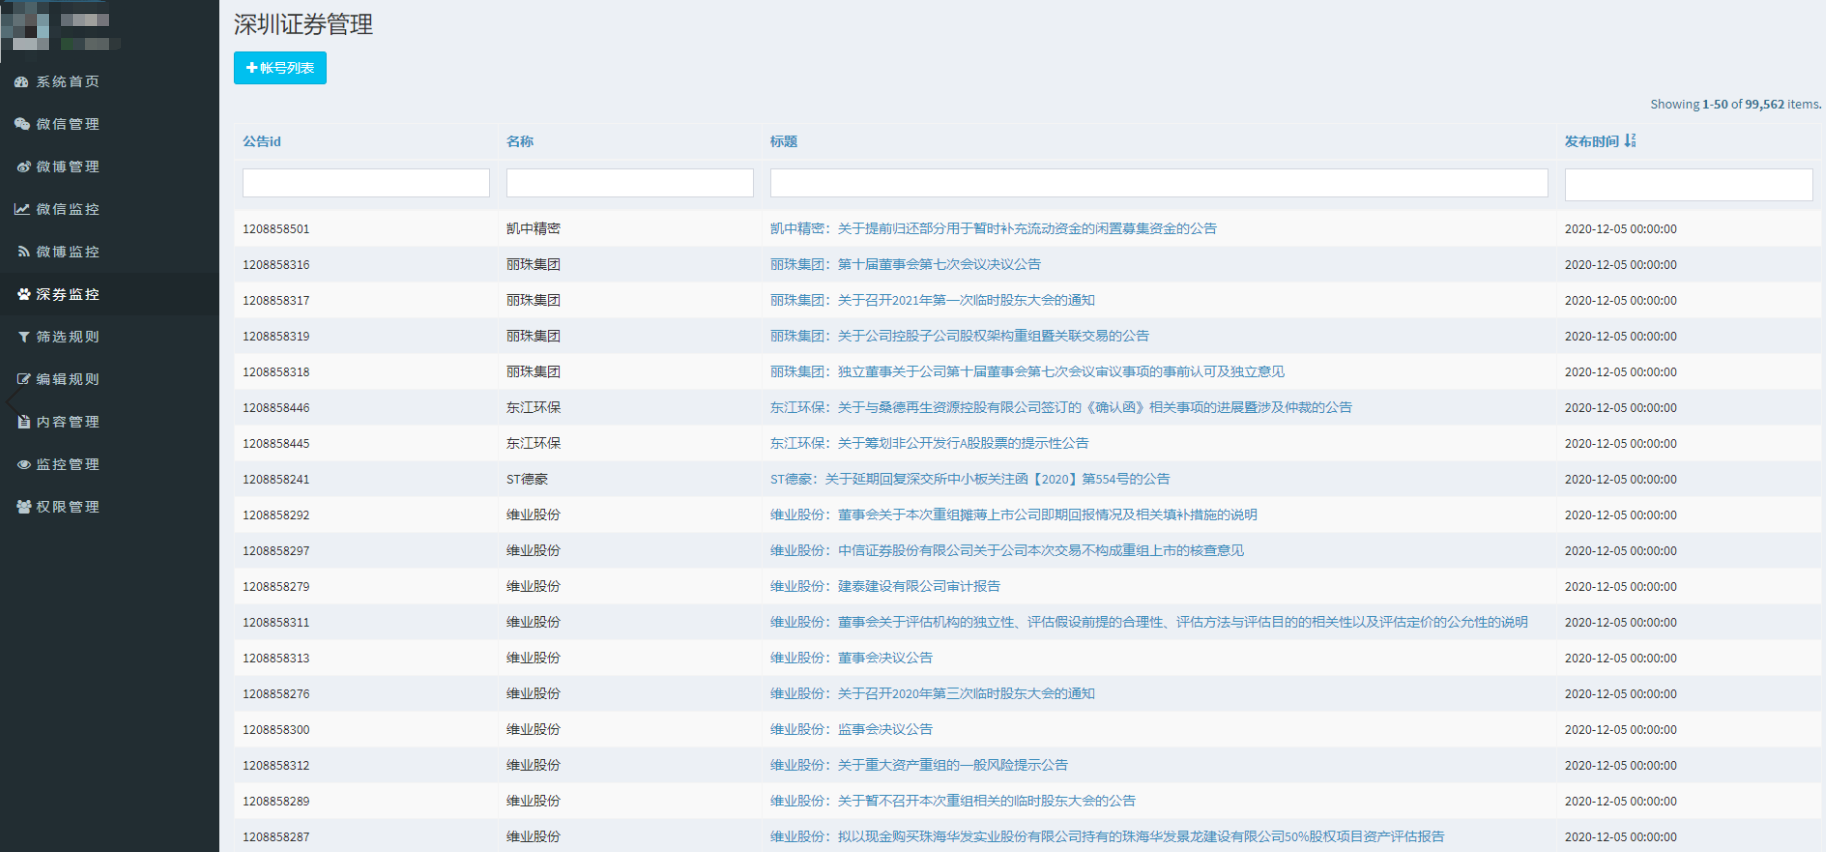 系统首页
微信管理
微博管理
微信监控
微博监控
深券监控
筛选规则
编辑规则
内容管理
监控管理
权限管理
深圳证券管理
帐号列表
Showing 1-50 of 99,562 items.
公告id 名称 标题 发布时间
1208858501 凯中精密 凯中精密：关于提前归还部分用于暂时补充流动资金的闲置募集资金的公告 2020-12-05 00:00:00
1208858316 丽珠集团 丽珠集团：第十届董事会第七次会议决议公告 2020-12-05 00:00:00
1208858317 丽珠集团 丽珠集团：关于召开2021年第一次临时股东大会的通知 2020-12-05 00:00:00
1208858319 丽珠集团 丽珠集团：关于公司控股子公司股权架构重组暨关联交易的公告 2020-12-05 00:00:00
1208858318 丽珠集团 丽珠集团：独立董事关于公司第十届董事会第七次会议审议事项的事前认可及独立意见 2020-12-05 00:00:00
1208858446 东江环保 东江环保：关于与桑德再生资源控股有限公司签订的《确认函》相关事项的进展暨涉及仲裁的公告 2020-12-05 00:00:00
1208858445 东江环保 东江环保：关于筹划非公开发行A股股票的提示性公告 2020-12-05 00:00:00
1208858241 ST德豪 ST德豪：关于延期回复深交所中小板关注函【2020】第554号的公告 2020-12-05 00:00:00
1208858292 维业股份 维业股份：董事会关于本次重组摊薄上市公司即期回报情况及相关填补措施的说明 2020-12-05 00:00:00
1208858297 维业股份 维业股份：中信证券股份有限公司关于公司本次交易不构成重组上市的核查意见 2020-12-05 00:00:00
1208858279 维业股份 维业股份：建泰建设有限公司审计报告 2020-12-05 00:00:00
1208858311 维业股份 维业股份：董事会关于评估机构的独立性、评估假设前提的合理性、评估方法与评估目的的相关性以及评估定价的公允性的说明 2020-12-05 00:00:00
1208858313 维业股份 维业股份：董事会决议公告 2020-12-05 00:00:00
1208858276 维业股份 维业股份：关于召开2020年第三次临时股东大会的通知 2020-12-05 00:00:00
1208858300 维业股份 维业股份：监事会决议公告 2020-12-05 00:00:00
1208858312 维业股份 维业股份：关于重大资产重组的一般风险提示公告 2020-12-05 00:00:00
1208858289 维业股份 维业股份：关于暂不召开本次重组相关的临时股东大会的公告 2020-12-05 00:00:00
1208858287 维业股份 维业股份：拟以现金购买珠海华发实业股份有限公司持有的珠海华发景龙建设有限公司50%股权项目资产评估报告 2020-12-05 00:00:00